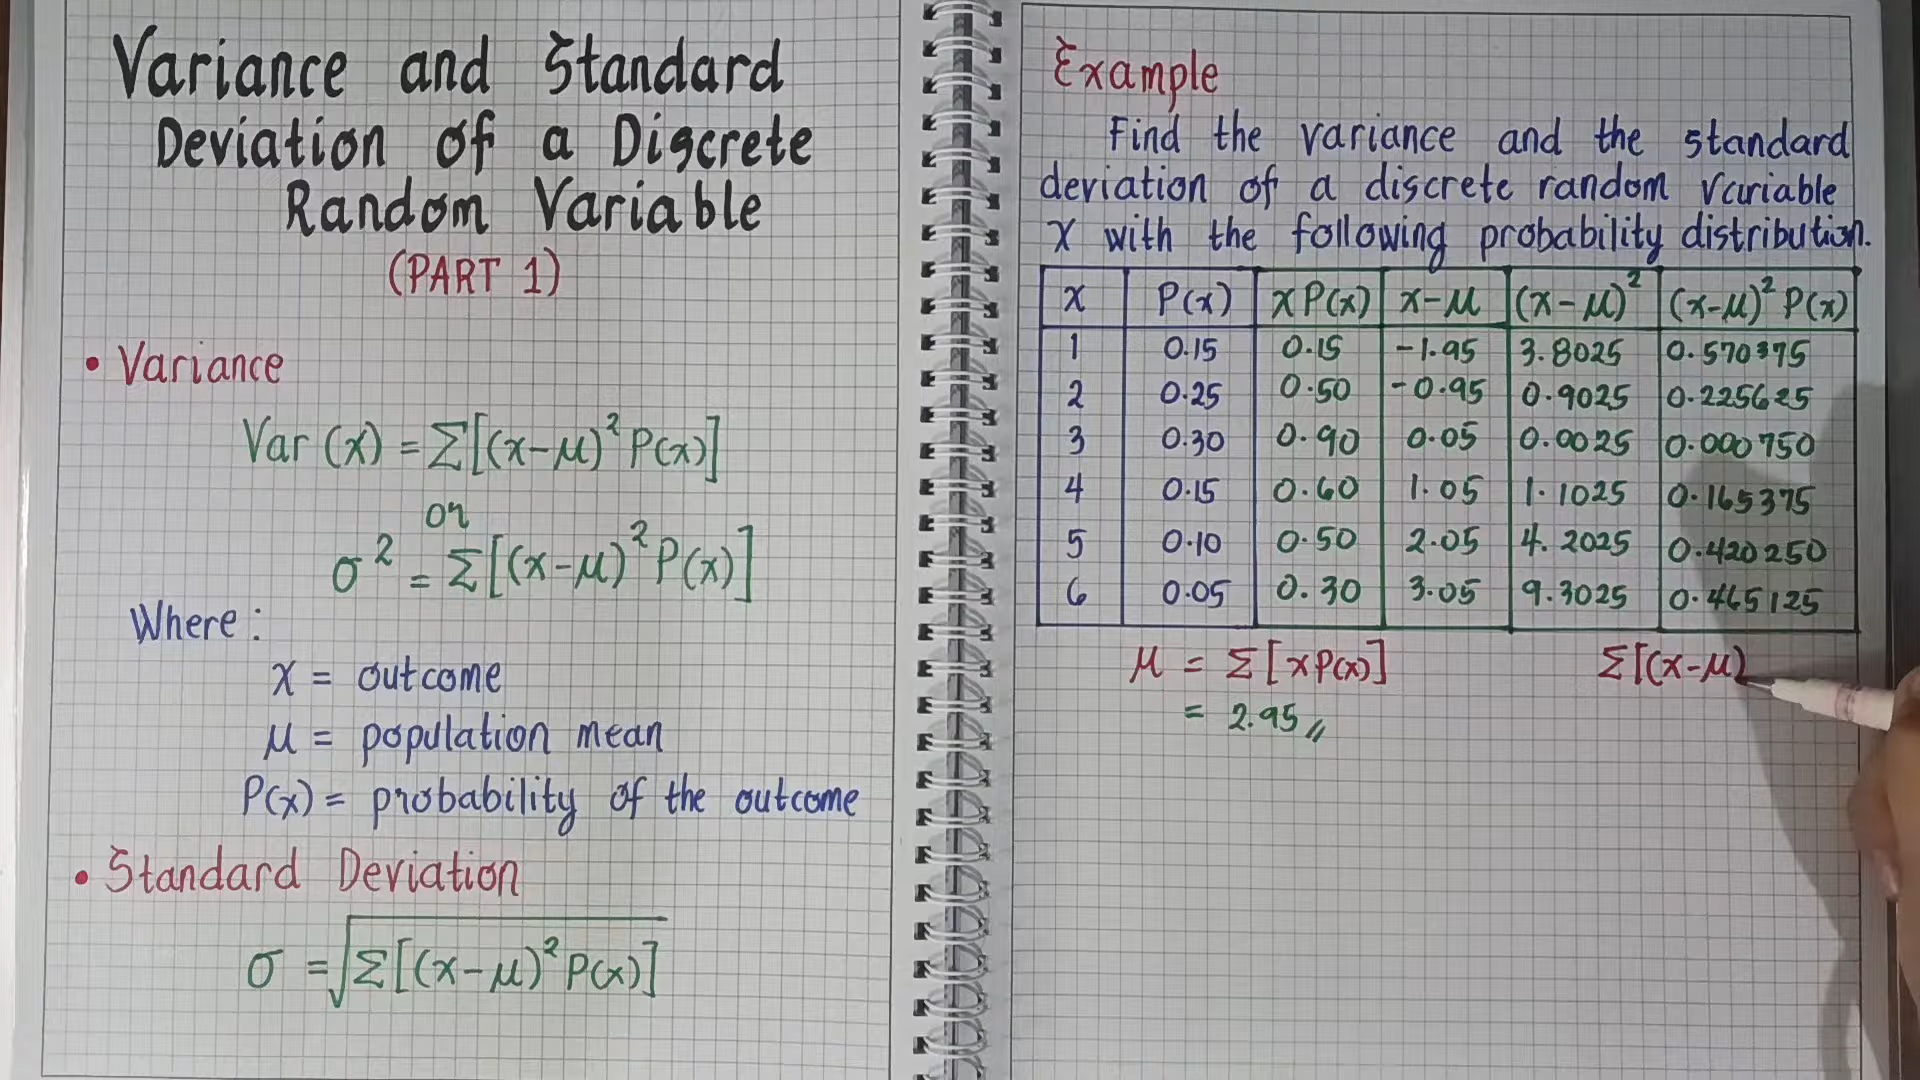 Variance and Standard
Deviation of a Discrete
Random Variable
(PART 1)
• Variance
Var (x) = Σ[(x-μ)² P(x)]
or
σ² = Σ[(x-μ)² P(x)]
Where:
x = outcome
μ = population mean
P(x) = probability of the outcome
• Standard Deviation
σ = √Σ[(x-μ)² P(x)]
Example
Find the variance and the standard
deviation of a discrete random variable
X with the following probability distribution.
x P(x) x P(x) x-μ (x-μ)² (x-μ)² P(x)
1 0.15 0.15 -1.95 3.8025 0.570375
2 0.25 0.50 -0.95 0.9025 0.225625
3 0.30 0.90 0.05 0.0025 0.000750
4 0.15 0.60 1.05 1.1025 0.165375
5 0.10 0.50 2.05 4.2025 0.420250
6 0.05 0.30 3.05 9.3025 0.465125
μ = Σ[x P(x)] Σ[(x-μ)
= 2.95